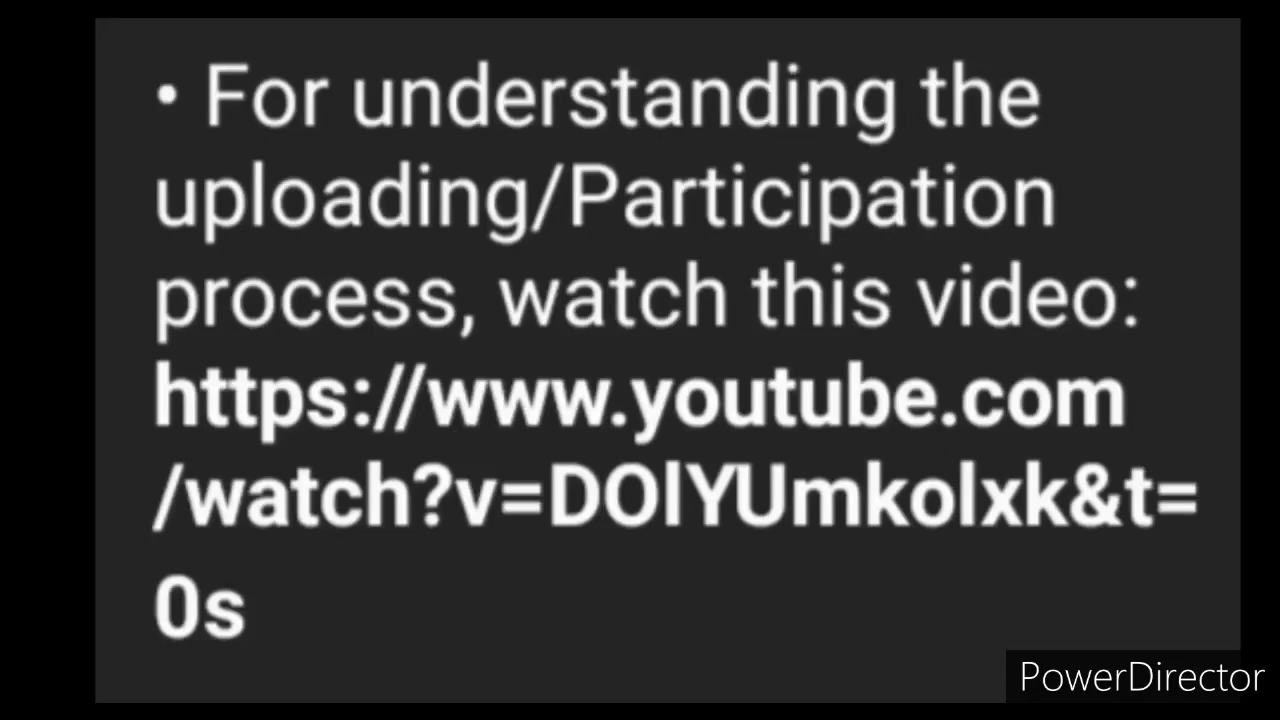 • For understanding the
uploading/Participation
process, watch this video:
https://www.youtube.com
/watch?v=DOlYUmkolxk&t=
0s
PowerDirector